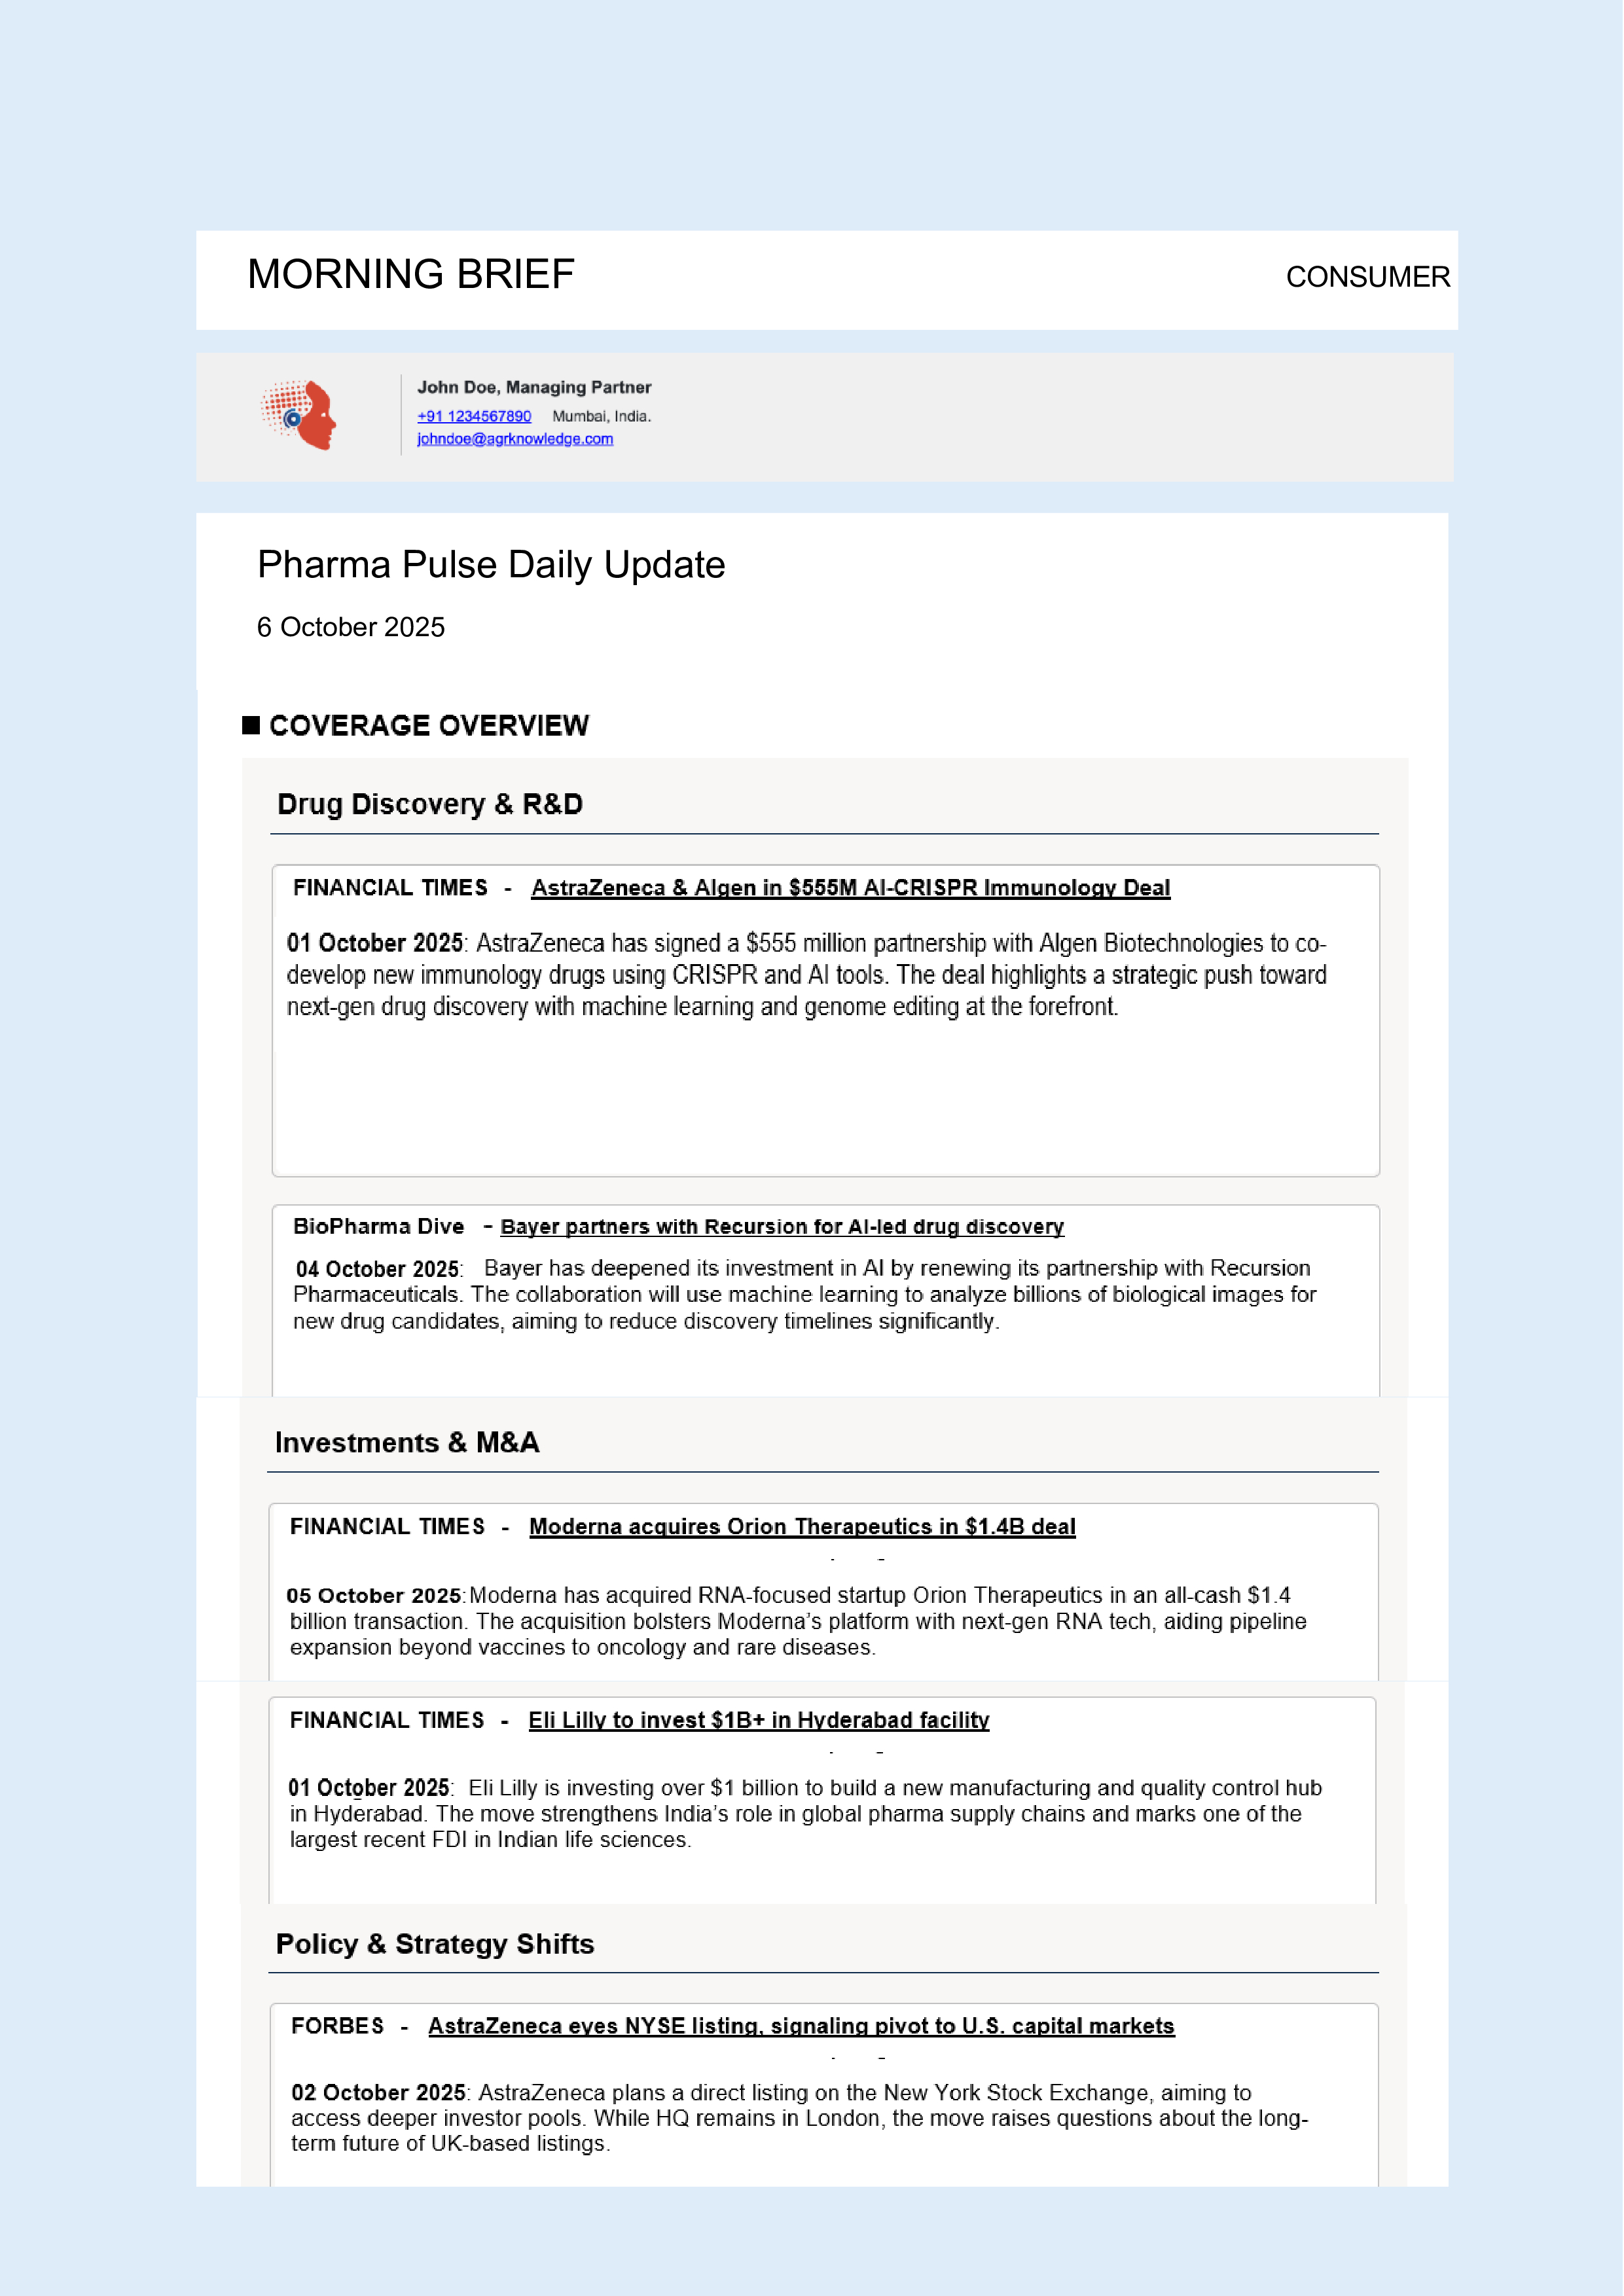 MORNING BRIEF
CONSUMER
John Doe, Managing Partner
+91 1234567890 Mumbai, India.
johndoe@agrknowledge.com
Pharma Pulse Daily Update
6 October 2025
■ COVERAGE OVERVIEW
Drug Discovery & R&D
FINANCIAL TIMES - AstraZeneca & Algen in $555M AI-CRISPR Immunology Deal
01 October 2025: AstraZeneca has signed a $555 million partnership with Algen Biotechnologies to co-
develop new immunology drugs using CRISPR and AI tools. The deal highlights a strategic push toward
next-gen drug discovery with machine learning and genome editing at the forefront.
BioPharma Dive - Bayer partners with Recursion for AI-led drug discovery
04 October 2025: Bayer has deepened its investment in AI by renewing its partnership with Recursion
Pharmaceuticals. The collaboration will use machine learning to analyze billions of biological images for
new drug candidates, aiming to reduce discovery timelines significantly.
Investments & M&A
FINANCIAL TIMES - Moderna acquires Orion Therapeutics in $1.4B deal
05 October 2025:Moderna has acquired RNA-focused startup Orion Therapeutics in an all-cash $1.4
billion transaction. The acquisition bolsters Moderna's platform with next-gen RNA tech, aiding pipeline
expansion beyond vaccines to oncology and rare diseases.
FINANCIAL TIMES - Eli Lilly to invest $1B+ in Hyderabad facility
01 October 2025: Eli Lilly is investing over $1 billion to build a new manufacturing and quality control hub
in Hyderabad. The move strengthens India's role in global pharma supply chains and marks one of the
largest recent FDI in Indian life sciences.
Policy & Strategy Shifts
FORBES - AstraZeneca eyes NYSE listing, signaling pivot to U.S. capital markets
02 October 2025: AstraZeneca plans a direct listing on the New York Stock Exchange, aiming to
access deeper investor pools. While HQ remains in London, the move raises questions about the long-
term future of UK-based listings.